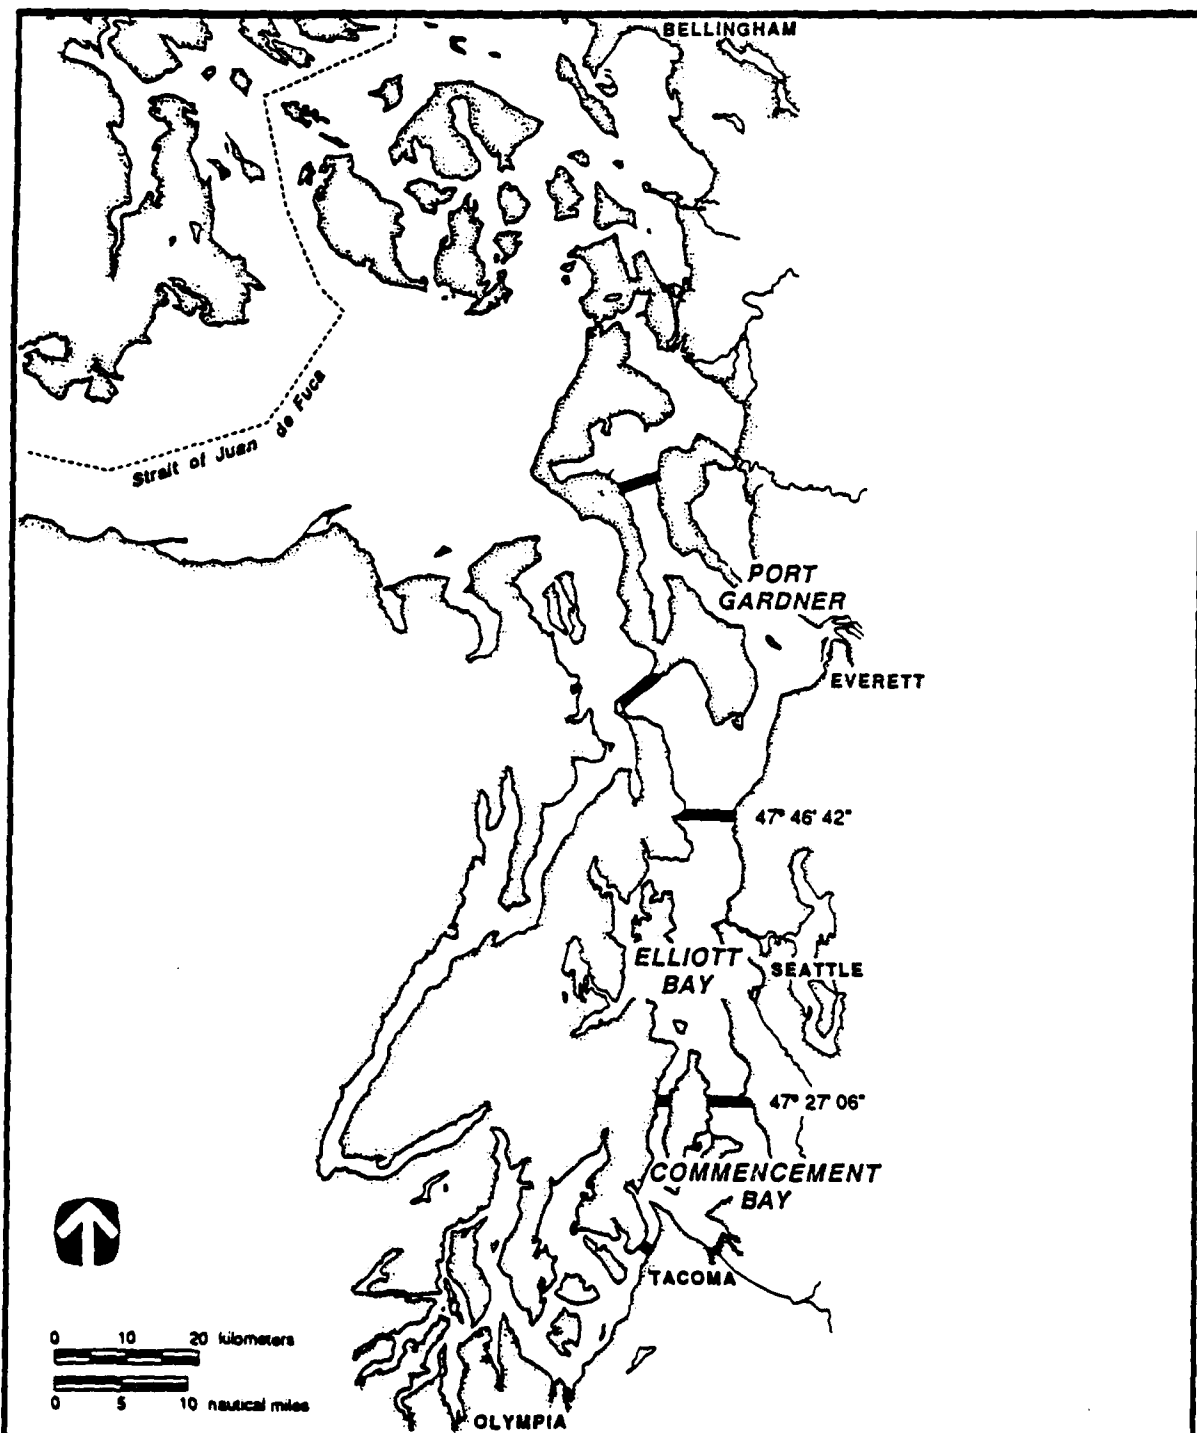 BELLINGHAM
Strait of Juan de Fuca
PORT
GARDNER
EVERETT
47° 46' 42"
ELLIOTT
BAY
SEATTLE
47° 27' 06"
COMMENCEMENT
BAY
TACOMA
0 10 20 kilometers
0 5 10 nautical miles
OLYMPIA